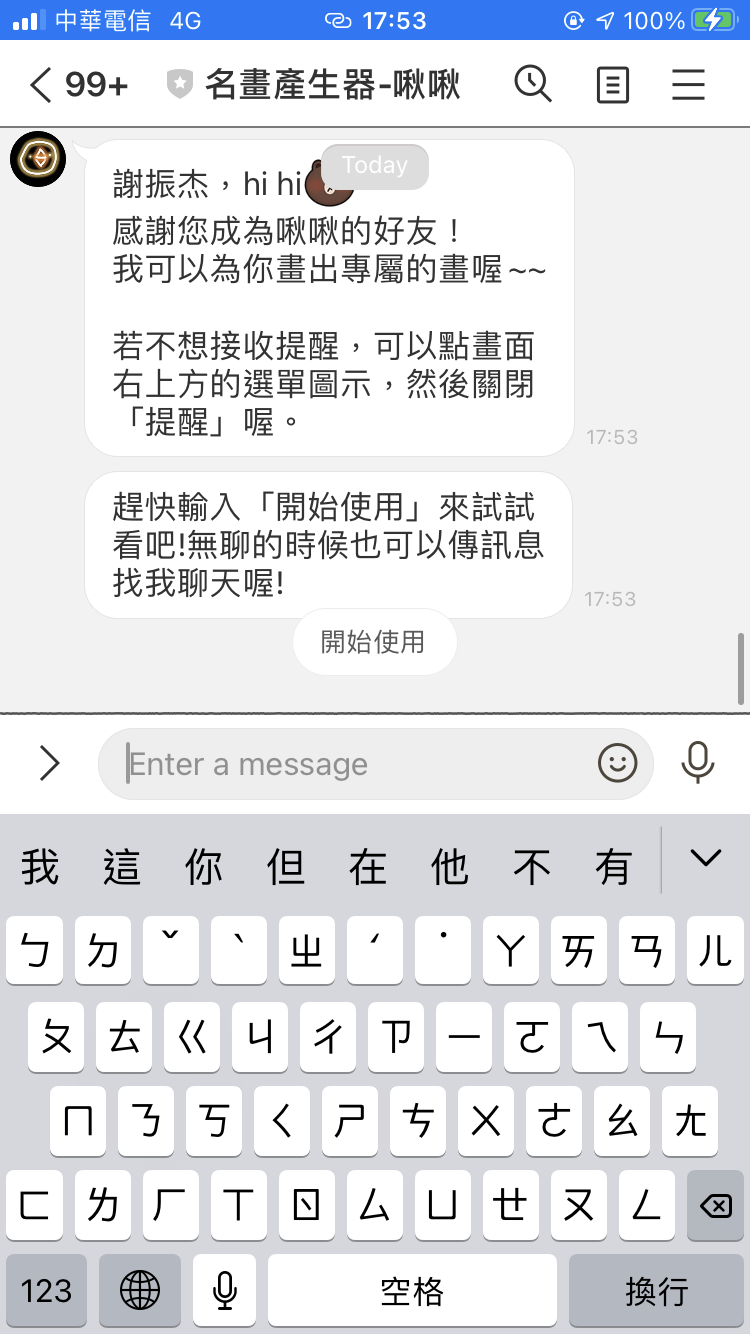 中華電信 4G 17:53 100%
99+ 名畫產生器-啾啾
Today
謝振杰，hi hi
感謝您成為啾啾的好友！
我可以為你畫出專屬的畫喔~~
若不想接收提醒，可以點畫面
右上方的選單圖示，然後關閉
「提醒」喔。
17:53
趕快輸入「開始使用」來試試
看吧!無聊的時候也可以傳訊息
找我聊天喔!
17:53
開始使用
Enter a message
我 這 你 但 在 他 不 有
ㄅ ㄉ ˇ ˋ ㄓ ˊ ˙ ㄚ ㄞ ㄢ ㄦ
ㄆ ㄊ ㄍ ㄐ ㄔ ㄗ ㄧ ㄛ ㄟ ㄣ
ㄇ ㄋ ㄎ ㄑ ㄕ ㄘ ㄨ ㄜ ㄠ ㄤ
ㄈ ㄌ ㄏ ㄒ ㄖ ㄙ ㄩ ㄝ ㄡ ㄥ
123 空格 換行